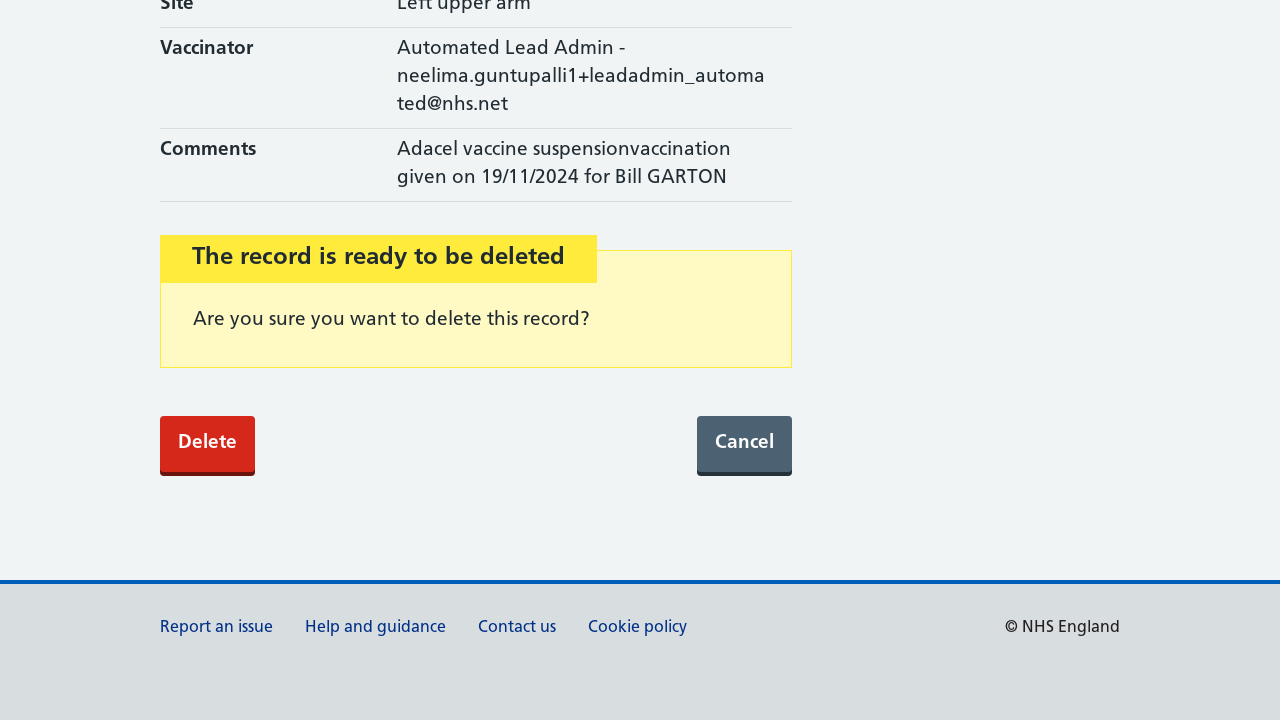 Site Left upper arm
Vaccinator Automated Lead Admin -
neelima.guntupalli1+leadadmin_automa
ted@nhs.net
Comments Adacel vaccine suspensionvaccination
given on 19/11/2024 for Bill GARTON
The record is ready to be deleted
Are you sure you want to delete this record?
Delete Cancel
Report an issue Help and guidance Contact us Cookie policy © NHS England